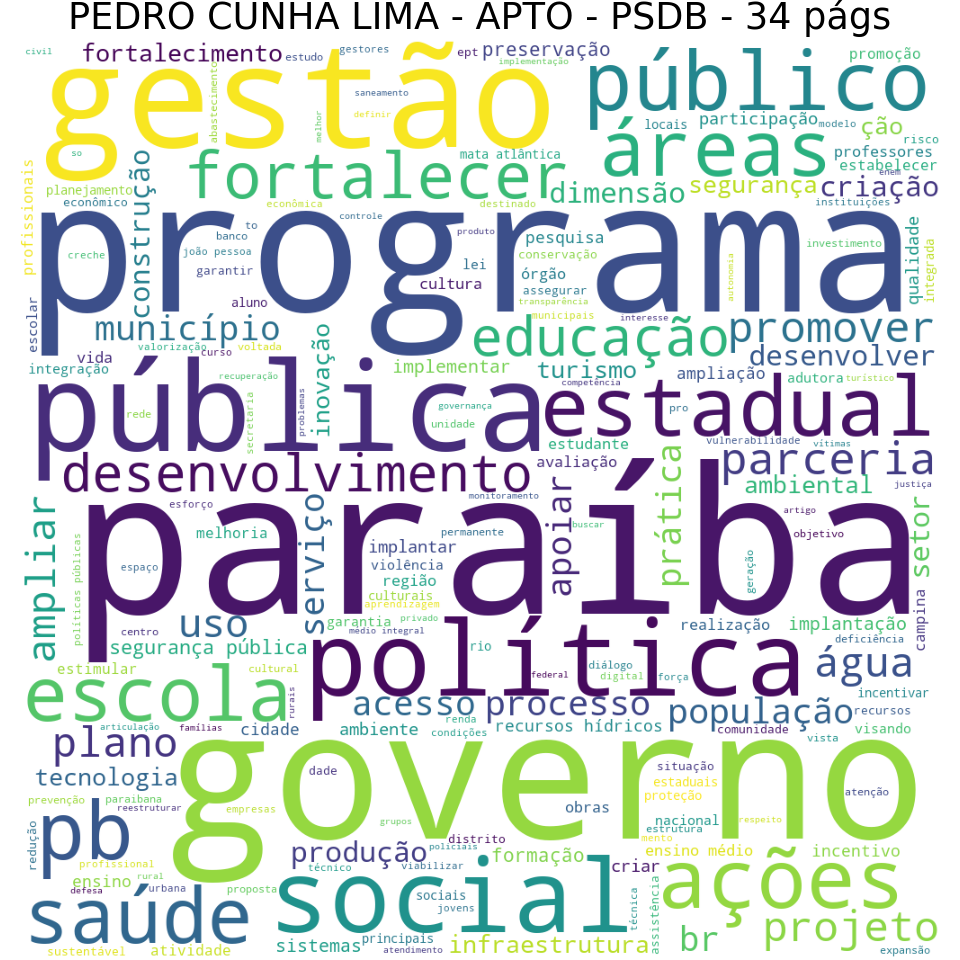 PEDRO CUNHA LIMA - APTO - PSDB - 34 págs
civil
fortalecimento
estudo
gestores
ept
preservação
implementação
promoção
gestão
público
abastecimento
saneamento
definir
melhor
locais
participação
modelo
ção
risco
so
fortalecer
mata atlântica
áreas
professores
estabelecer
enem
profissionais
planejamento
econômico
construção
econômica
destinado
dimensão
segurança
criação
instituições
programa
controle
to
banco
produto
pesquisa
creche
joão pessoa
garantir
lei
conservação
investimento
qualidade
integrada
órgão
assegurar
autonomia
cultura
aluno
transparência
escolar
município
municipais
interesse
educação
promover
inovação
vida
valorização
curso
voltada
desenvolver
integração
implementar
turismo
ampliação
adutora
turístico
recuperação
problemas
competência
pública
rede
secretaria
governança
unidade
estadual
pro
estudante
vulnerabilidade
vítimas
desenvolvimento
avaliação
parceria
justiça
ambiental
ampliar
esforço
monitoramento
artigo
paraíba
serviço
apoiar
prática
setor
melhoria
permanente
buscar
objetivo
implantar
políticas públicas
espaço
violência
geração
região
aprendizagem
culturais
privado
campina
uso
centro
garantia
médio integral
realização
implantação
deficiência
segurança pública
política
rio
federal
diálogo
digital
força
água
estimular
cultural
escola
rurais
acesso
processo
população
incentivar
recursos
articulação
famílias
cidade
ambiente
renda
condições
recursos hídricos
comunidade
vista
visando
plano
governo
tecnologia
dade
situação
estaduais
proteção
atenção
prevenção
paraibana
reestruturar
empresas
obras
pb
grupos
nacional
estrutura
respeito
mento
redução
distrito
policiais
produção
formação
ensino médio
incentivo
profissional
rural
técnico
viabilizar
criar
ensino
defesa
urbana
proposta
social
sociais
jovens
técnica
assistência
ações
saúde
projeto
sustentável
atividade
sistemas
principais
atendimento
infraestrutura
br
expansão